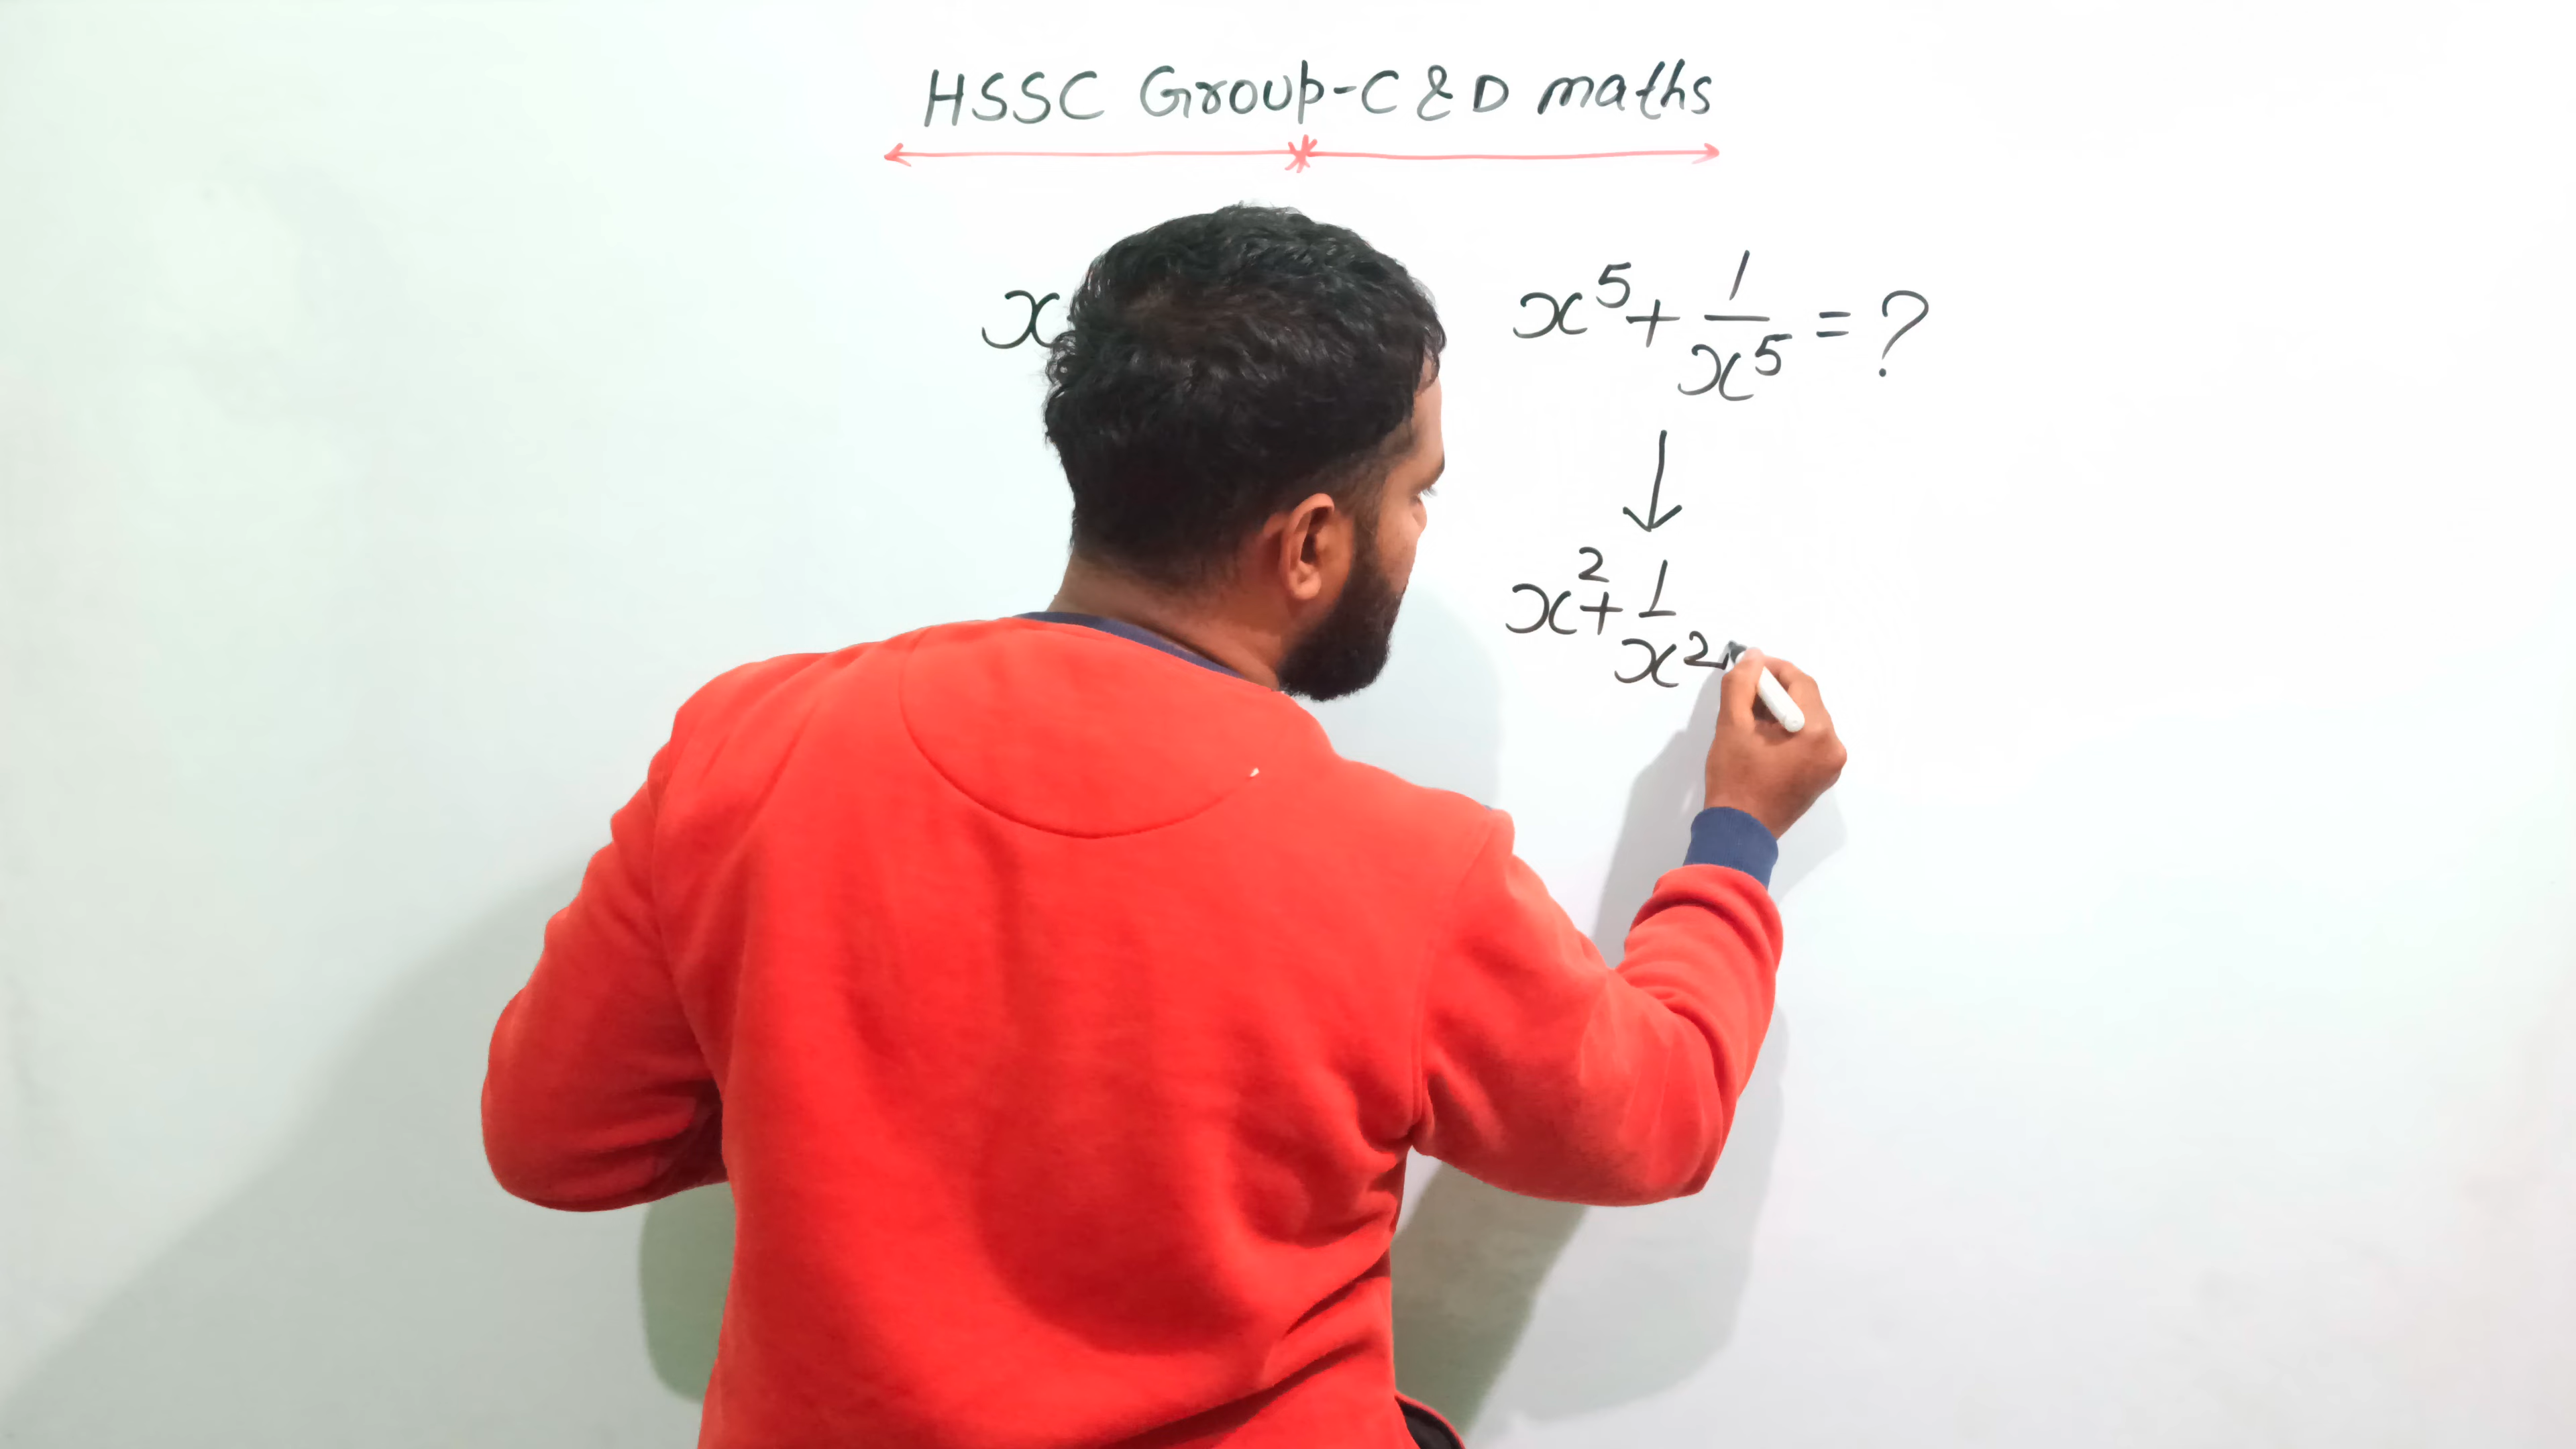 HSSC Group-C & D maths
x
x⁵ + 1/x⁵ = ?
x² + 1/x²